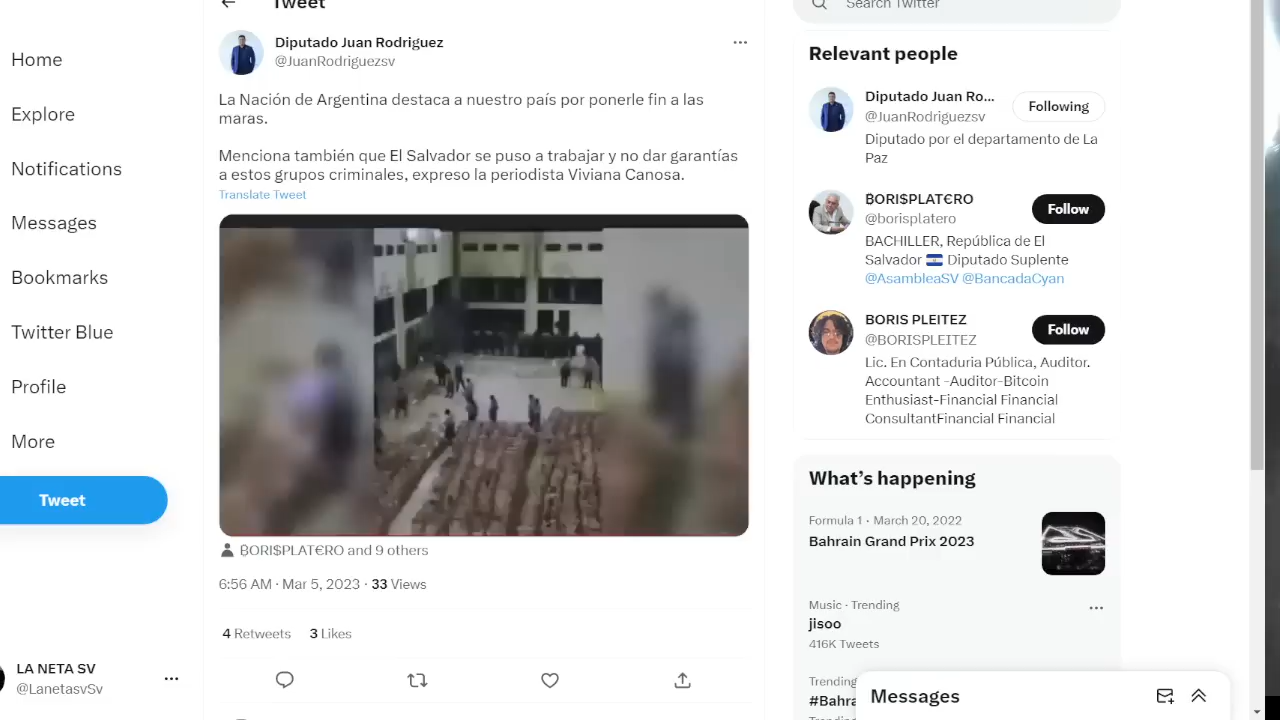 Tweet
Search Twitter
Home
Explore
Notifications
Messages
Bookmarks
Twitter Blue
Profile
More
Tweet
LA NETA SV
@LanetasvSv
Diputado Juan Rodriguez
@JuanRodriguezsv
La Nación de Argentina destaca a nuestro país por ponerle fin a las
maras.
Menciona también que El Salvador se puso a trabajar y no dar garantías
a estos grupos criminales, expreso la periodista Viviana Canosa.
Translate Tweet
₿ORI$PLAT€RO and 9 others
6:56 AM · Mar 5, 2023 · 33 Views
4 Retweets 3 Likes
Relevant people
Diputado Juan Ro...
Following
@JuanRodriguezsv
Diputado por el departamento de La
Paz
₿ORI$PLAT€RO
Follow
@borisplatero
BACHILLER, República de El
Salvador 🇸🇻 Diputado Suplente
@AsambleaSV @BancadaCyan
BORIS PLEITEZ
Follow
@BORISPLEITEZ
Lic. En Contaduria Pública, Auditor.
Accountant -Auditor-Bitcoin
Enthusiast-Financial Financial
ConsultantFinancial Financial
What's happening
Formula 1 · March 20, 2022
Bahrain Grand Prix 2023
Music · Trending
jisoo
416K Tweets
Trending
#Bahra
Messages